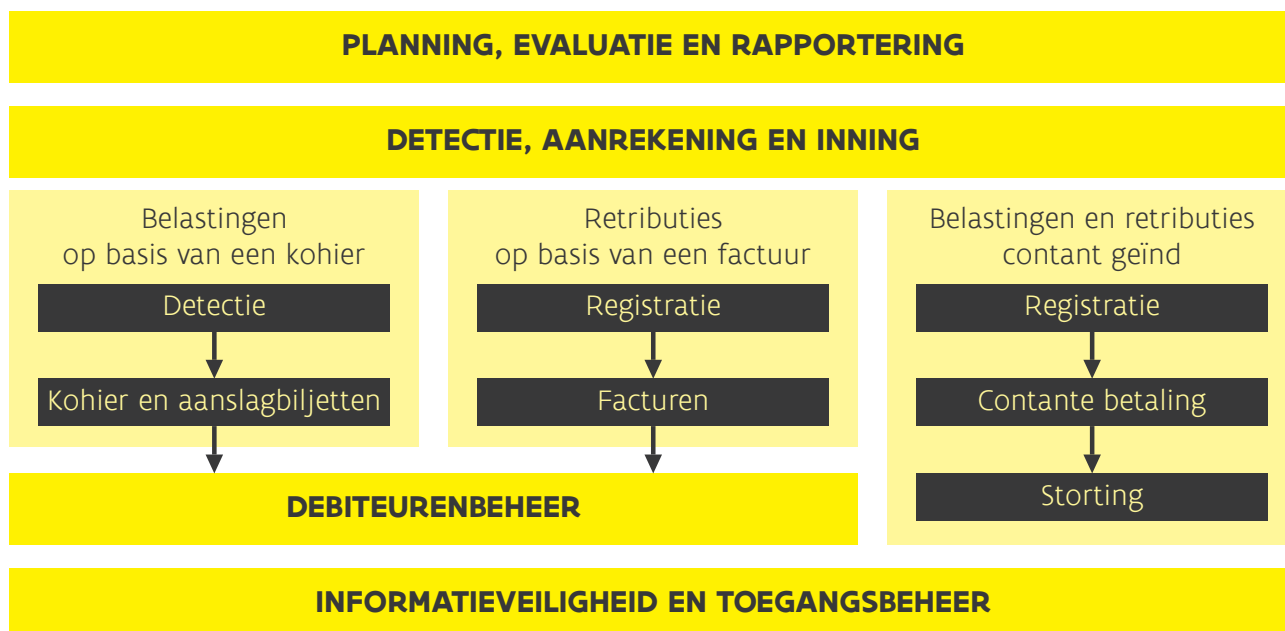 PLANNING, EVALUATIE EN RAPPORTERING
DETECTIE, AANREKENING EN INNING
Belastingen
op basis van een kohier
Detectie
Kohier en aanslagbiljetten
Retributies
op basis van een factuur
Registratie
Facturen
Belastingen en retributies
contant geïnd
Registratie
Contante betaling
Storting
DEBITEURENBEHEER
INFORMATIEVEILIGHEID EN TOEGANGSBEHEER